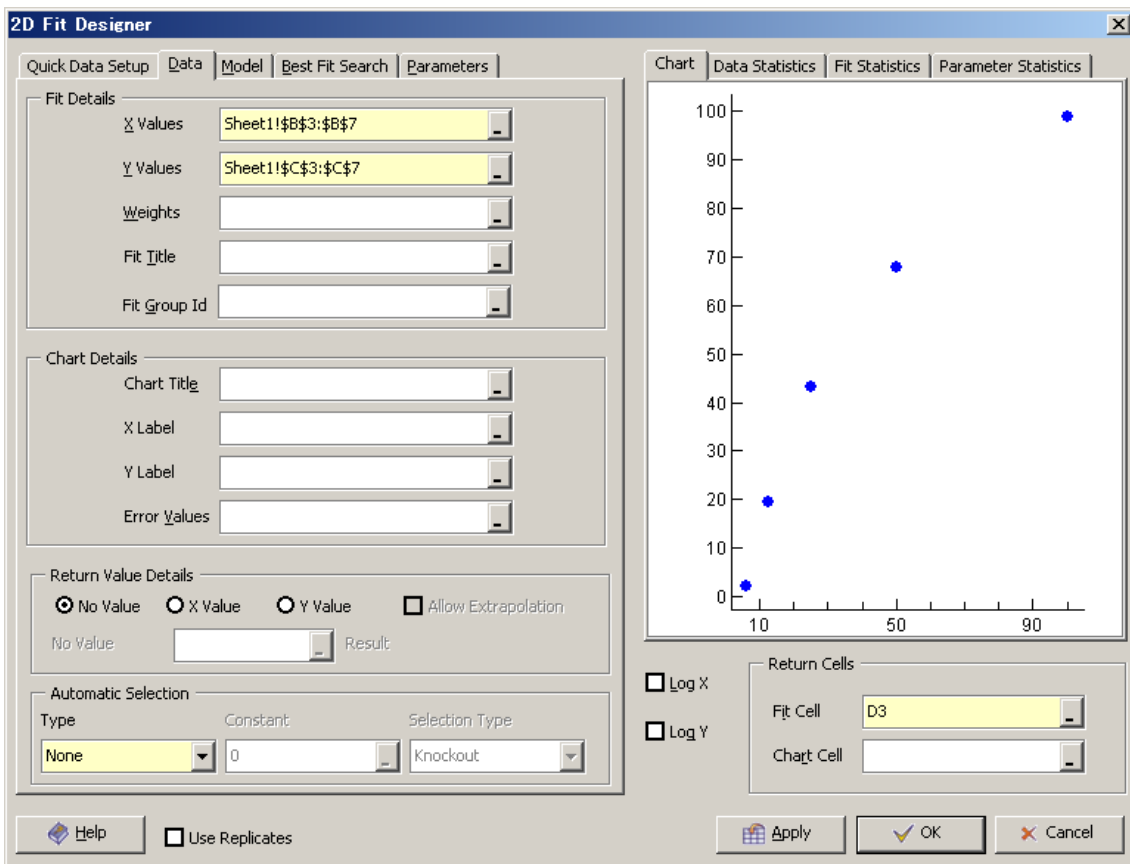 2D Fit Designer
Quick Data Setup Data Model Best Fit Search Parameters
Fit Details
X Values Sheet1!$B$3:$B$7
Y Values Sheet1!$C$3:$C$7
Weights
Fit Title
Fit Group Id
Chart Details
Chart Title
X Label
Y Label
Error Values
Return Value Details
No Value X Value Y Value Allow Extrapolation
No Value Result
Automatic Selection
Type Constant Selection Type
None 0 Knockout
Chart Data Statistics Fit Statistics Parameter Statistics
100
90
80
70
60
50
40
30
20
10
0
10 50 90
Log X
Log Y
Return Cells
Fit Cell D3
Chart Cell
Help Use Replicates Apply OK Cancel